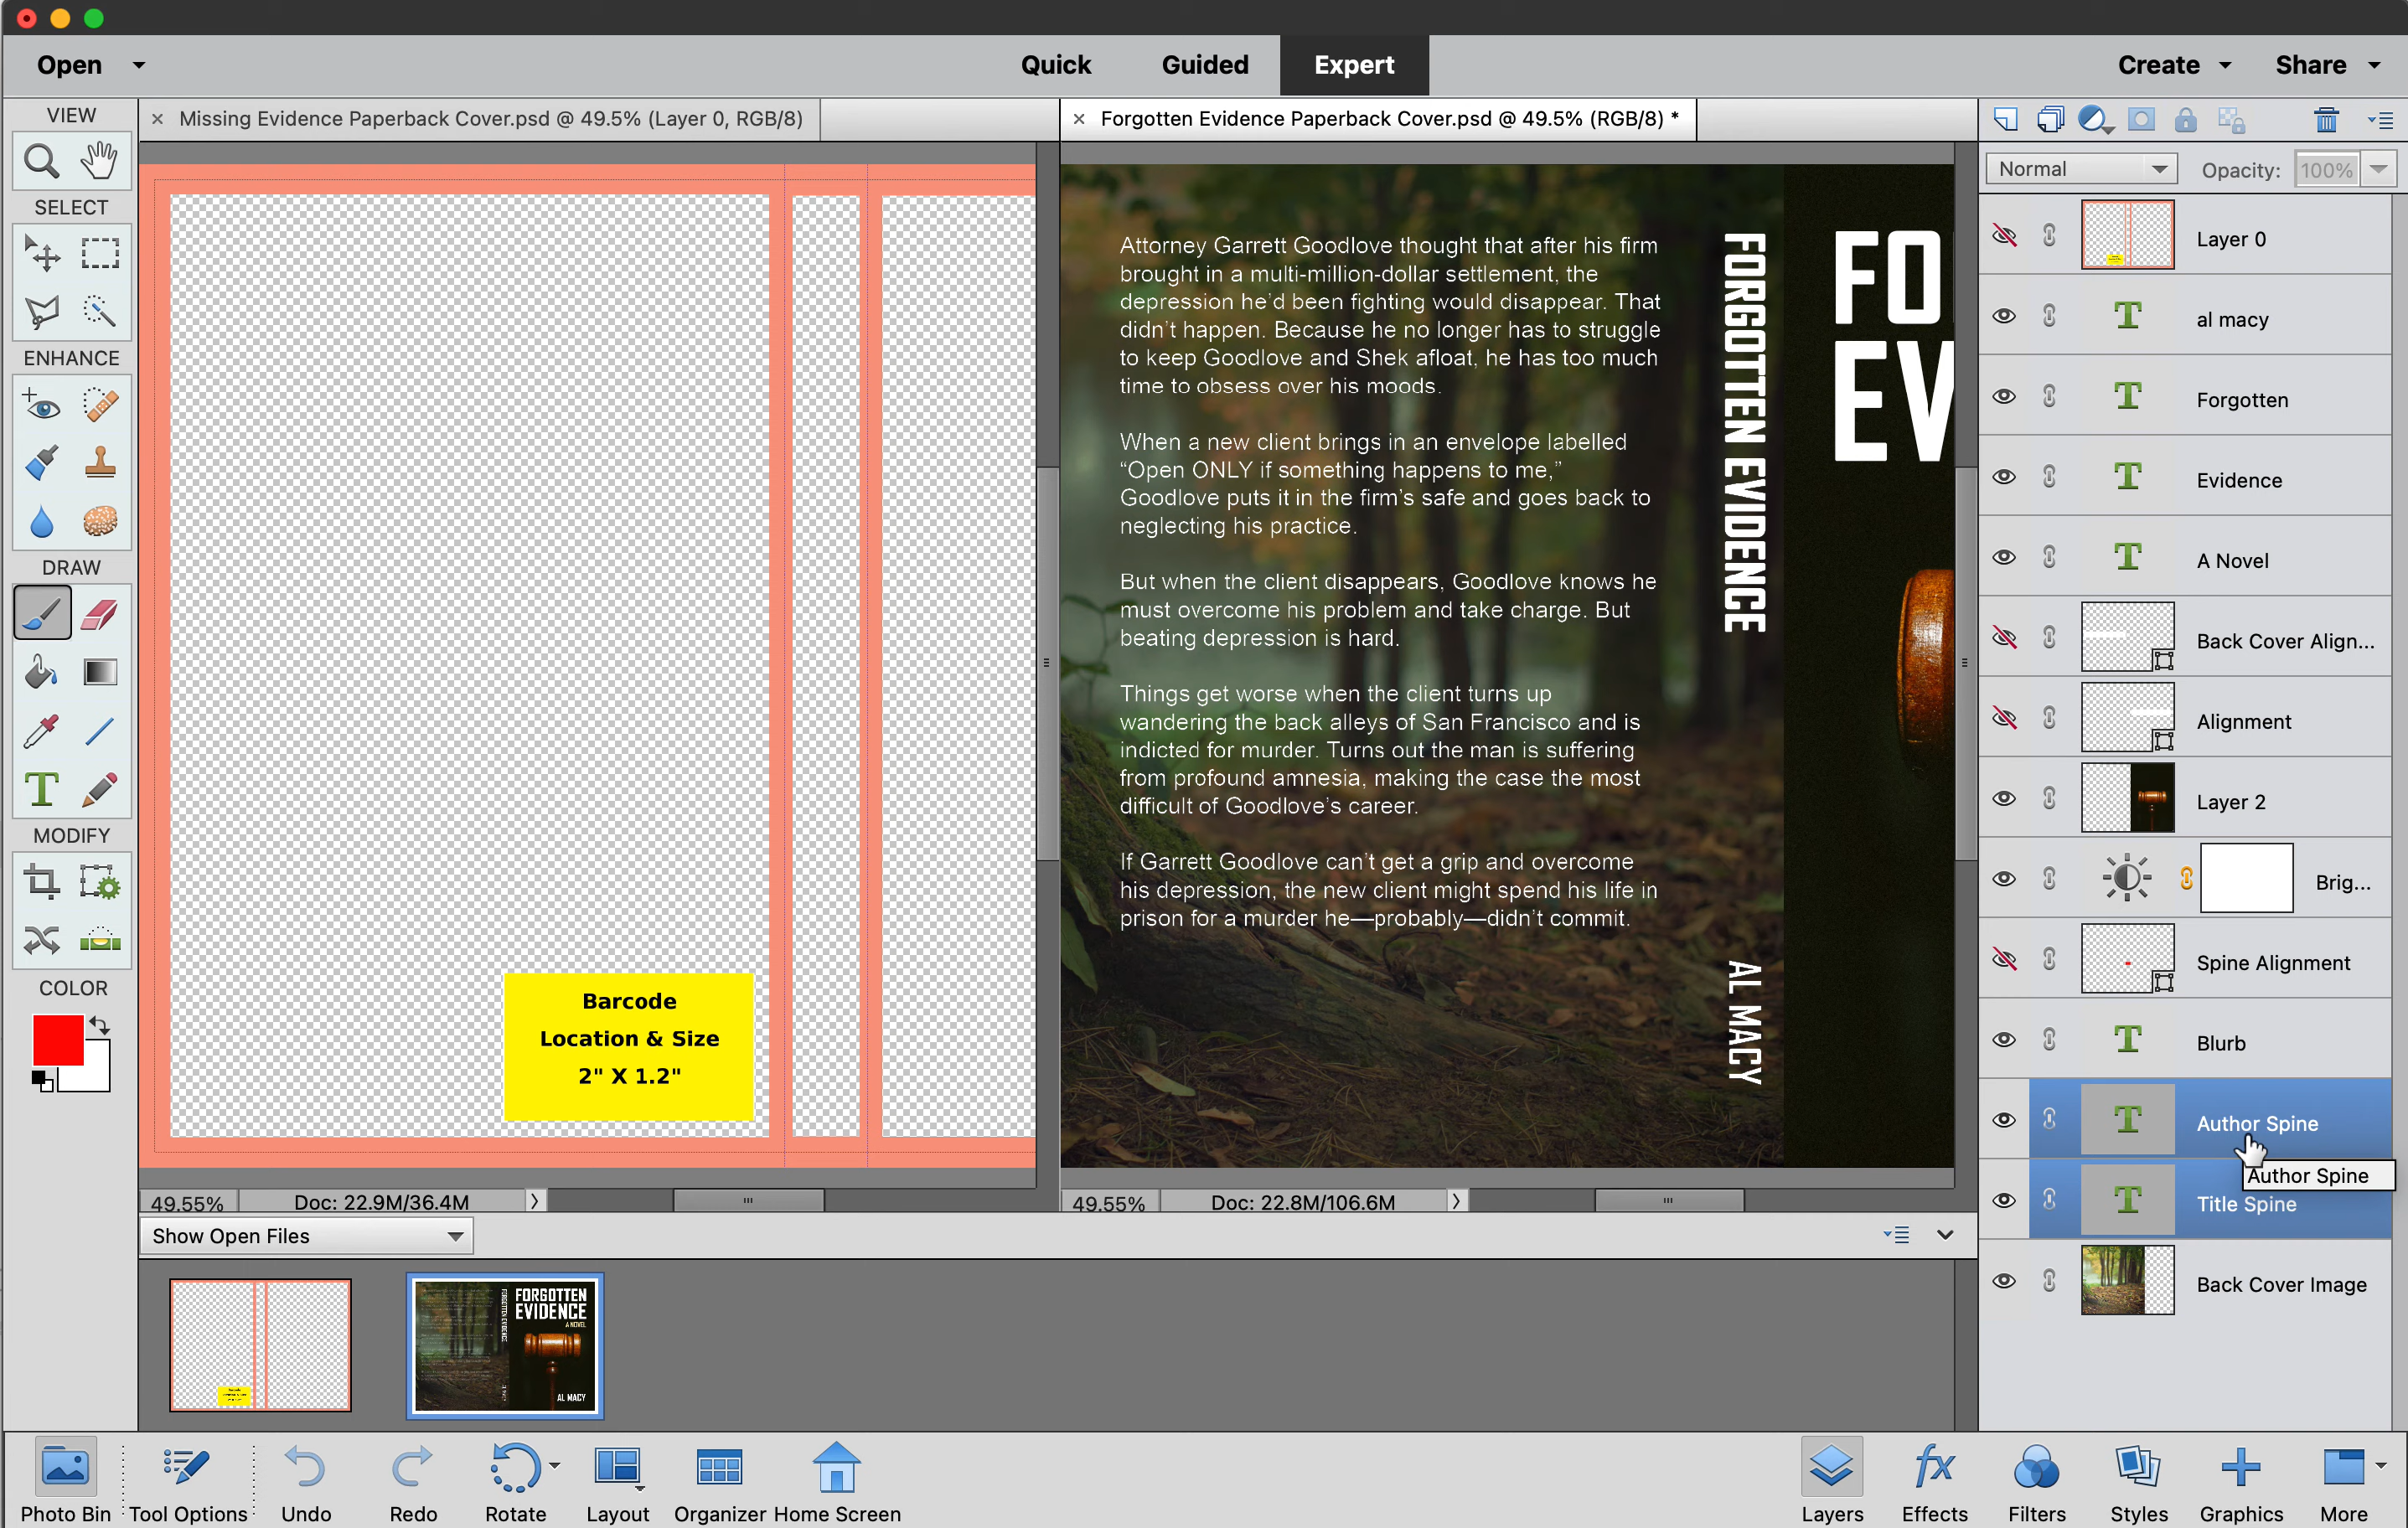 Open
Quick
Guided
Expert
Create
Share
VIEW
SELECT
ENHANCE
DRAW
MODIFY
COLOR
× Missing Evidence Paperback Cover.psd @ 49.5% (Layer 0, RGB/8)
× Forgotten Evidence Paperback Cover.psd @ 49.5% (RGB/8) *
Barcode
Location & Size
2" X 1.2"
Attorney Garrett Goodlove thought that after his firm
brought in a multi-million-dollar settlement, the
depression he'd been fighting would disappear. That
didn't happen. Because he no longer has to struggle
to keep Goodlove and Shek afloat, he has too much
time to obsess over his moods.
When a new client brings in an envelope labelled
“Open ONLY if something happens to me,”
Goodlove puts it in the firm's safe and goes back to
neglecting his practice.
But when the client disappears, Goodlove knows he
must overcome his problem and take charge. But
beating depression is hard.
Things get worse when the client turns up
wandering the back alleys of San Francisco and is
indicted for murder. Turns out the man is suffering
from profound amnesia, making the case the most
difficult of Goodlove's career.
If Garrett Goodlove can't get a grip and overcome
his depression, the new client might spend his life in
prison for a murder he—probably—didn't commit.
FORGOTTEN EVIDENCE
AL MACY
FO
EV
49.55%
Doc: 22.9M/36.4M
49.55%
Doc: 22.8M/106.6M
Show Open Files
FORGOTTEN
EVIDENCE
A NOVEL
FORGOTTEN EVIDENCE
AL MACY
Normal
Opacity: 100%
Layer 0
al macy
Forgotten
Evidence
A Novel
Back Cover Align...
Alignment
Layer 2
Brig...
Spine Alignment
Blurb
Author Spine
Author Spine
Title Spine
Back Cover Image
Photo Bin
Tool Options
Undo
Redo
Rotate
Layout
Organizer
Home Screen
Layers
Effects
Filters
Styles
Graphics
More